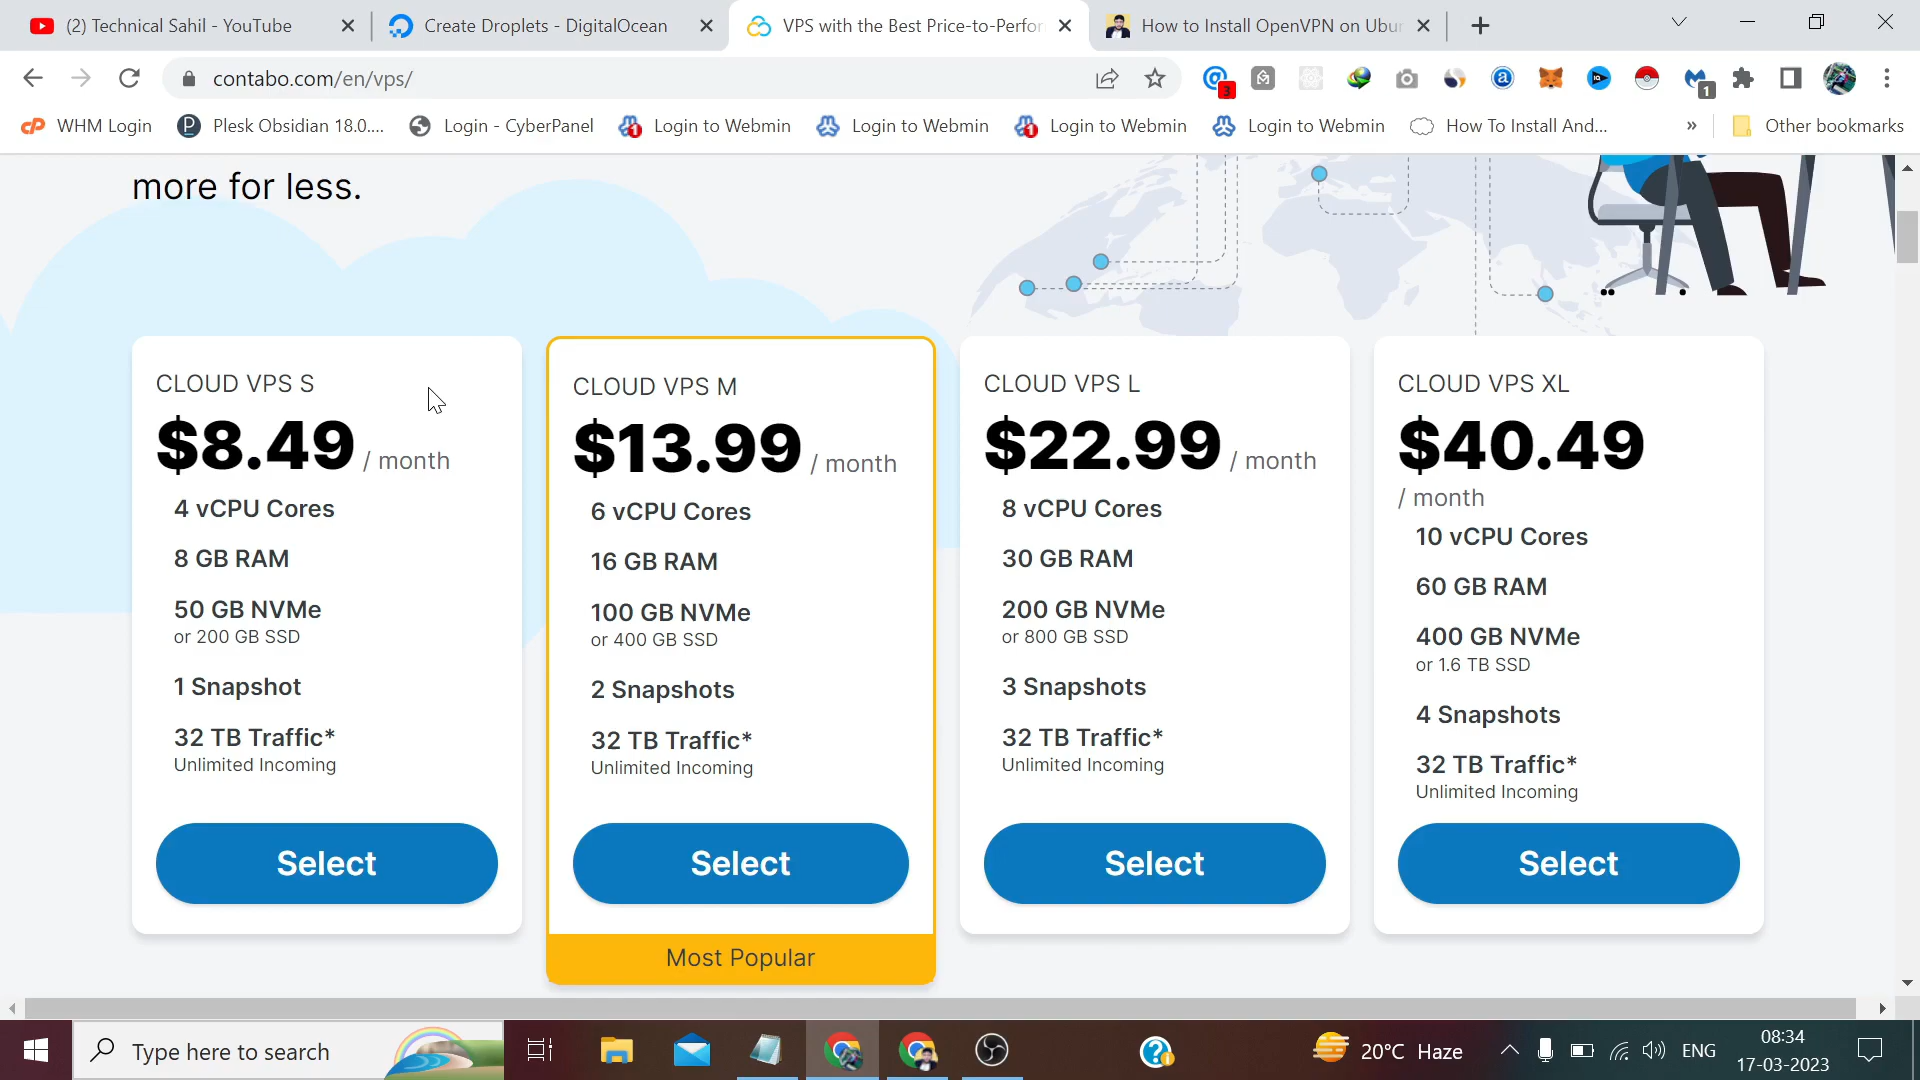 (2) Technical Sahil - YouTube
Create Droplets - DigitalOcean
VPS with the Best Price-to-Perfor
How to Install OpenVPN on Ubu
contabo.com/en/vps/
3
1
WHM Login
Plesk Obsidian 18.0....
Login - CyberPanel
Login to Webmin
Login to Webmin
Login to Webmin
Login to Webmin
How To Install And...
»
Other bookmarks
more for less.
CLOUD VPS S
$8.49 / month
4 vCPU Cores
8 GB RAM
50 GB NVMe
or 200 GB SSD
1 Snapshot
32 TB Traffic*
Unlimited Incoming
Select
CLOUD VPS M
$13.99 / month
6 vCPU Cores
16 GB RAM
100 GB NVMe
or 400 GB SSD
2 Snapshots
32 TB Traffic*
Unlimited Incoming
Select
Most Popular
CLOUD VPS L
$22.99 / month
8 vCPU Cores
30 GB RAM
200 GB NVMe
or 800 GB SSD
3 Snapshots
32 TB Traffic*
Unlimited Incoming
Select
CLOUD VPS XL
$40.49
/ month
10 vCPU Cores
60 GB RAM
400 GB NVMe
or 1.6 TB SSD
4 Snapshots
32 TB Traffic*
Unlimited Incoming
Select
Type here to search
20°C Haze
ENG
08:34
17-03-2023